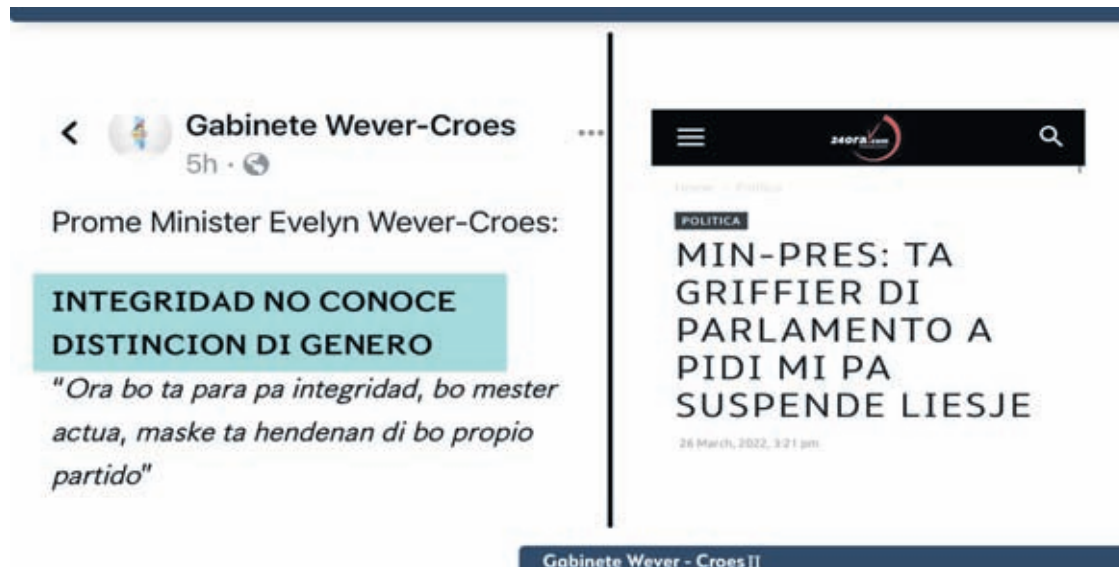 Gabinete Wever-Croes
5h
Prome Minister Evelyn Wever-Croes:
INTEGRIDAD NO CONOCE
DISTINCION DI GENERO
"Ora bo ta para pa integridad, bo mester
actua, maske ta hendenan di bo propio
partido"
24ora.com
Home Politica
POLITICA
MIN-PRES: TA
GRIFFIER DI
PARLAMENTO A
PIDI MI PA
SUSPENDE LIESJE
26 March, 2022, 3:21 pm
Gabinete Wever - Croes II